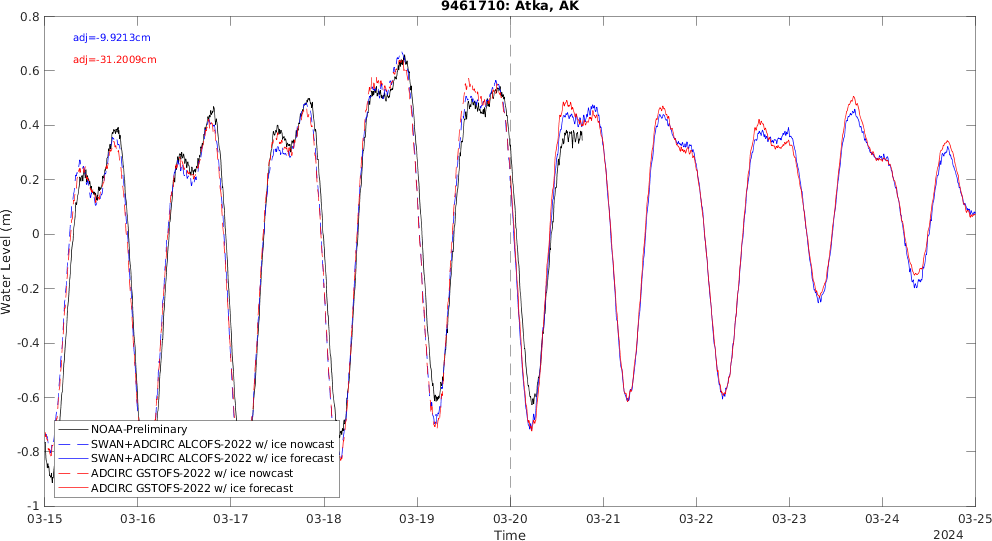 9461710: Atka, AK
adj=-9.9213cm
adj=-31.2009cm
Water Level (m)
0.8
0.6
0.4
0.2
0
-0.2
-0.4
-0.6
-0.8
-1
NOAA-Preliminary
SWAN+ADCIRC ALCOFS-2022 w/ ice nowcast
SWAN+ADCIRC ALCOFS-2022 w/ ice forecast
ADCIRC GSTOFS-2022 w/ ice nowcast
ADCIRC GSTOFS-2022 w/ ice forecast
03-15 03-16 03-17 03-18 03-19 03-20 03-21 03-22 03-23 03-24 03-25
Time
2024